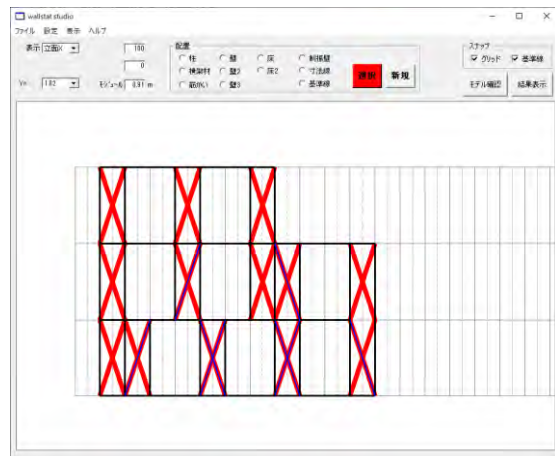 wallstat studio
ファイル 設定 表示 ヘルプ
表示 立面X 100 配置 スナップ
0 柱 壁 床 制振壁 グリッド 基準線
横架材 壁2 床2 寸法線 選択 新規
Y= 1.82 モジュール 0.91 m 筋かい 壁3 基準線 モデル確認 結果表示